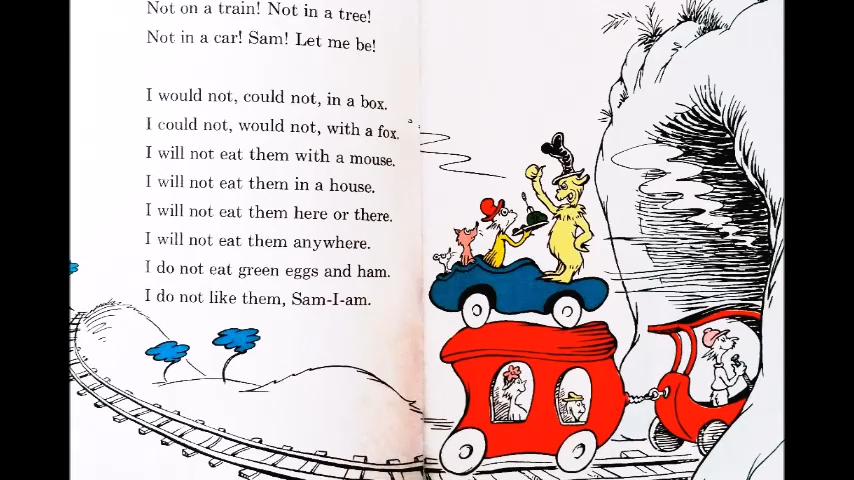 Not on a train! Not in a tree!
Not in a car! Sam! Let me be!
I would not, could not, in a box.
I could not, would not, with a fox.
I will not eat them with a mouse.
I will not eat them in a house.
I will not eat them here or there.
I will not eat them anywhere.
I do not eat green eggs and ham.
I do not like them, Sam-I-am.